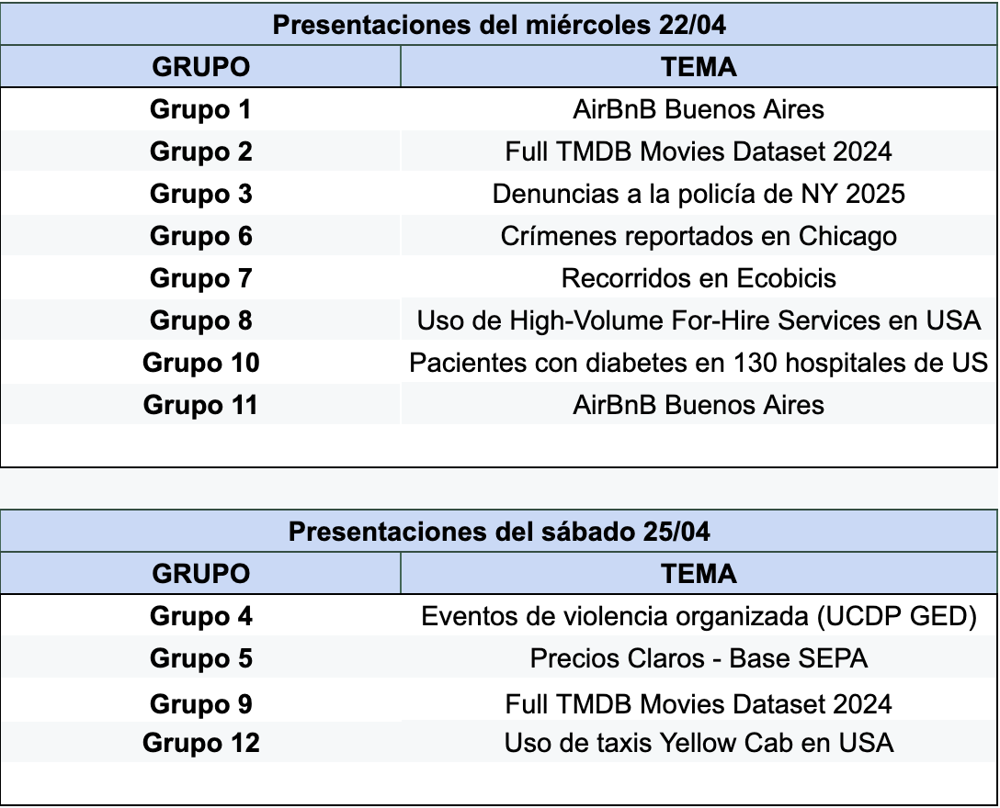 Presentaciones del miércoles 22/04
GRUPO TEMA
Grupo 1 AirBnB Buenos Aires
Grupo 2 Full TMDB Movies Dataset 2024
Grupo 3 Denuncias a la policía de NY 2025
Grupo 6 Crímenes reportados en Chicago
Grupo 7 Recorridos en Ecobicis
Grupo 8 Uso de High-Volume For-Hire Services en USA
Grupo 10 Pacientes con diabetes en 130 hospitales de US
Grupo 11 AirBnB Buenos Aires
Presentaciones del sábado 25/04
GRUPO TEMA
Grupo 4 Eventos de violencia organizada (UCDP GED)
Grupo 5 Precios Claros - Base SEPA
Grupo 9 Full TMDB Movies Dataset 2024
Grupo 12 Uso de taxis Yellow Cab en USA